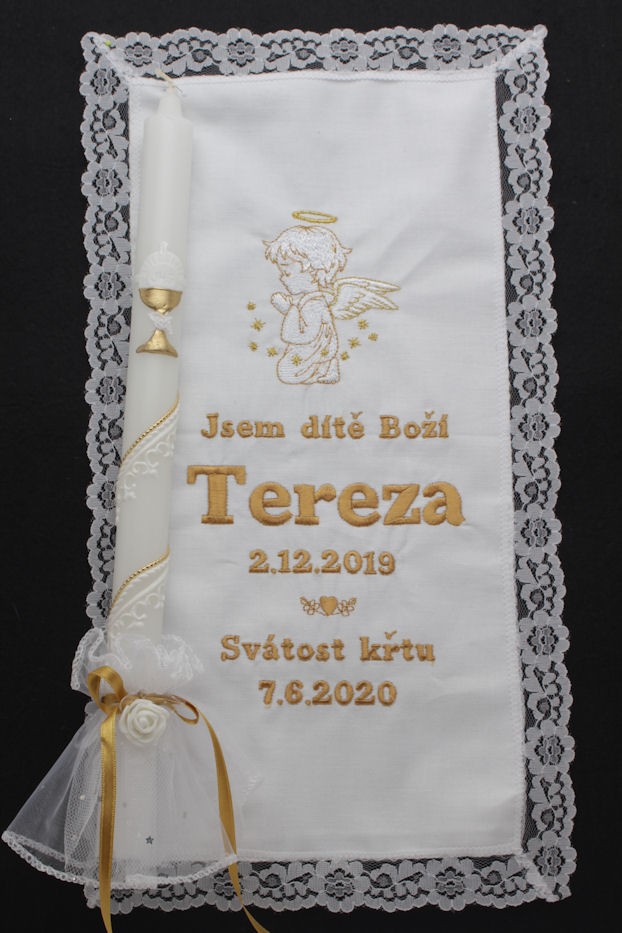 Jsem dítě Boží
Tereza
2.12.2019
Svátost křtu
7.6.2020